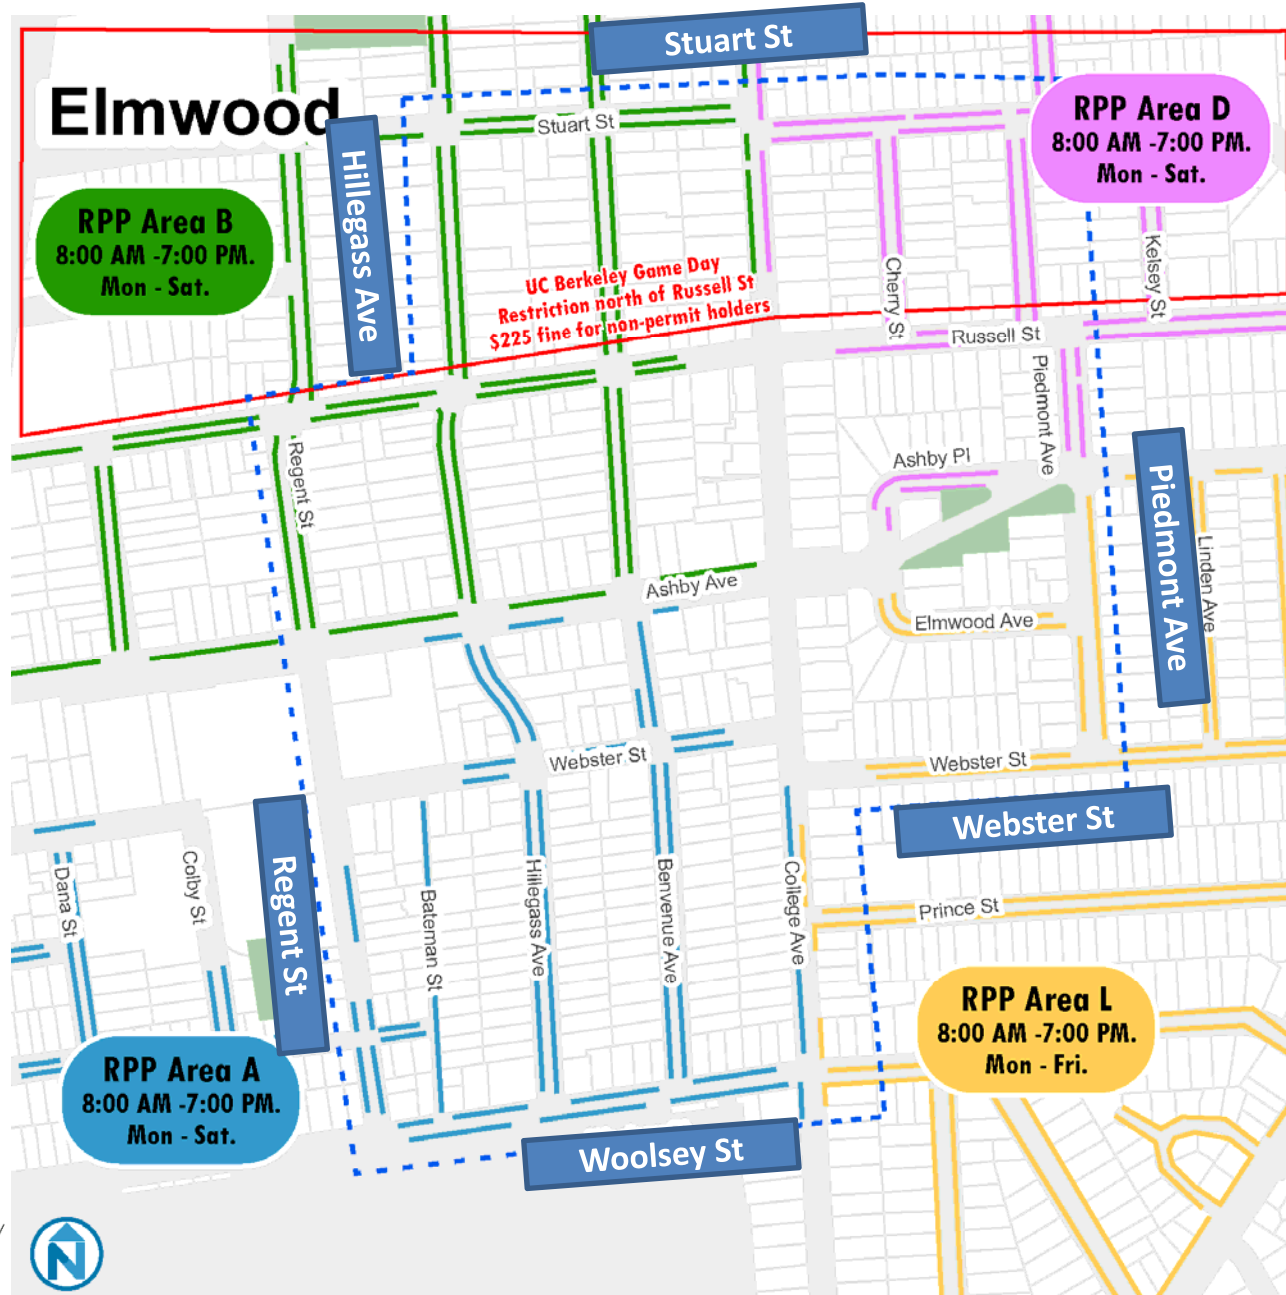 Stuart St
Elmwood
RPP Area D
8:00 AM -7:00 PM.
Mon - Sat.
Stuart St
Hillegass Ave
RPP Area B
8:00 AM -7:00 PM.
Mon - Sat.
Kelsey St
Cherry St
UC Berkeley Game Day
Restriction north of Russell St
$225 fine for non-permit holders
Russell St
Piedmont Ave
Regent St
Ashby Pl
Piedmont Ave
Linden Ave
Ashby Ave
Elmwood Ave
Webster St
Webster St
Webster St
Regent St
Dana St
Colby St
Bateman St
Hillegass Ave
Benvenue Ave
College Ave
Prince St
RPP Area L
8:00 AM -7:00 PM.
Mon - Fri.
RPP Area A
8:00 AM -7:00 PM.
Mon - Sat.
Woolsey St
N